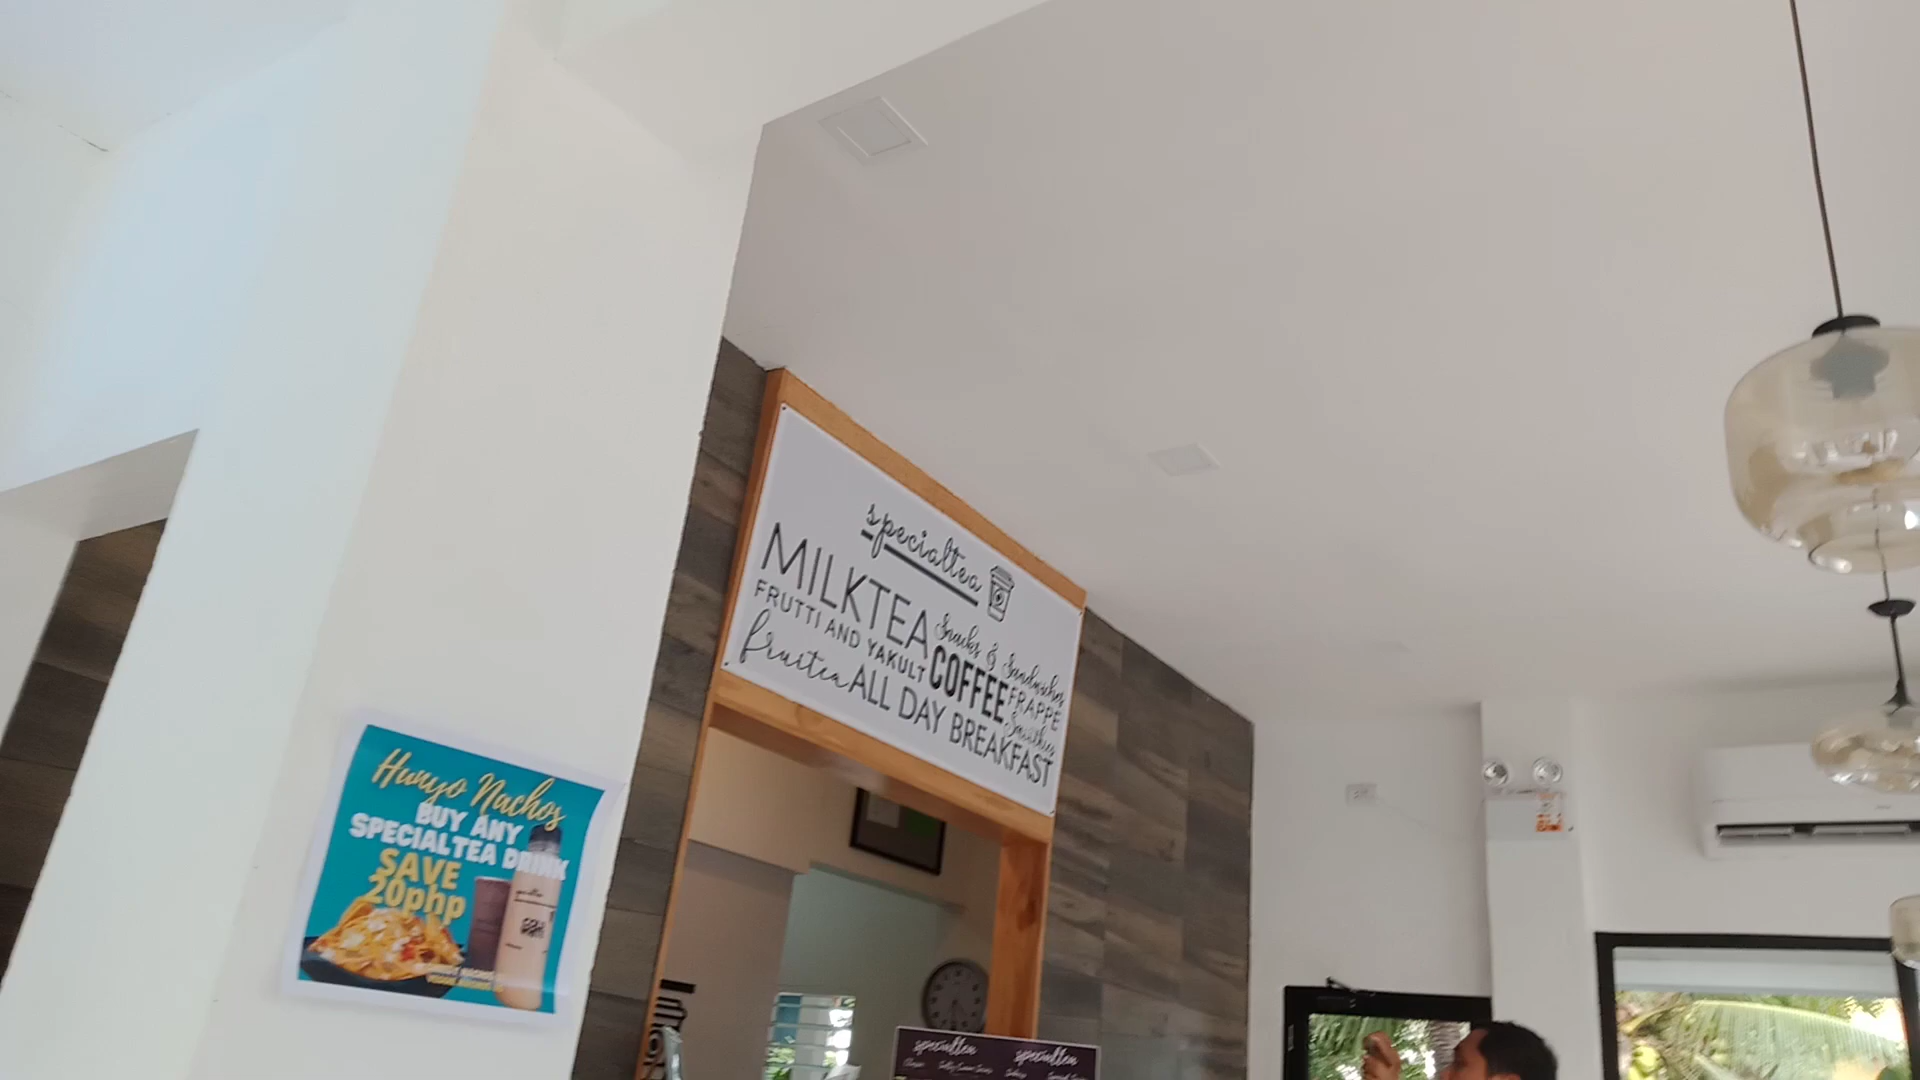 specialtea
MILKTEA
FRUTTI AND YAKULT
fruitea
Snacks & Sandwiches
COFFEE
FRAPPE
Smithies
ALL DAY BREAKFAST
Hunyo Nachos
BUY ANY
SPECIALTEA DRINK
SAVE
20php
specialtea
specialtea